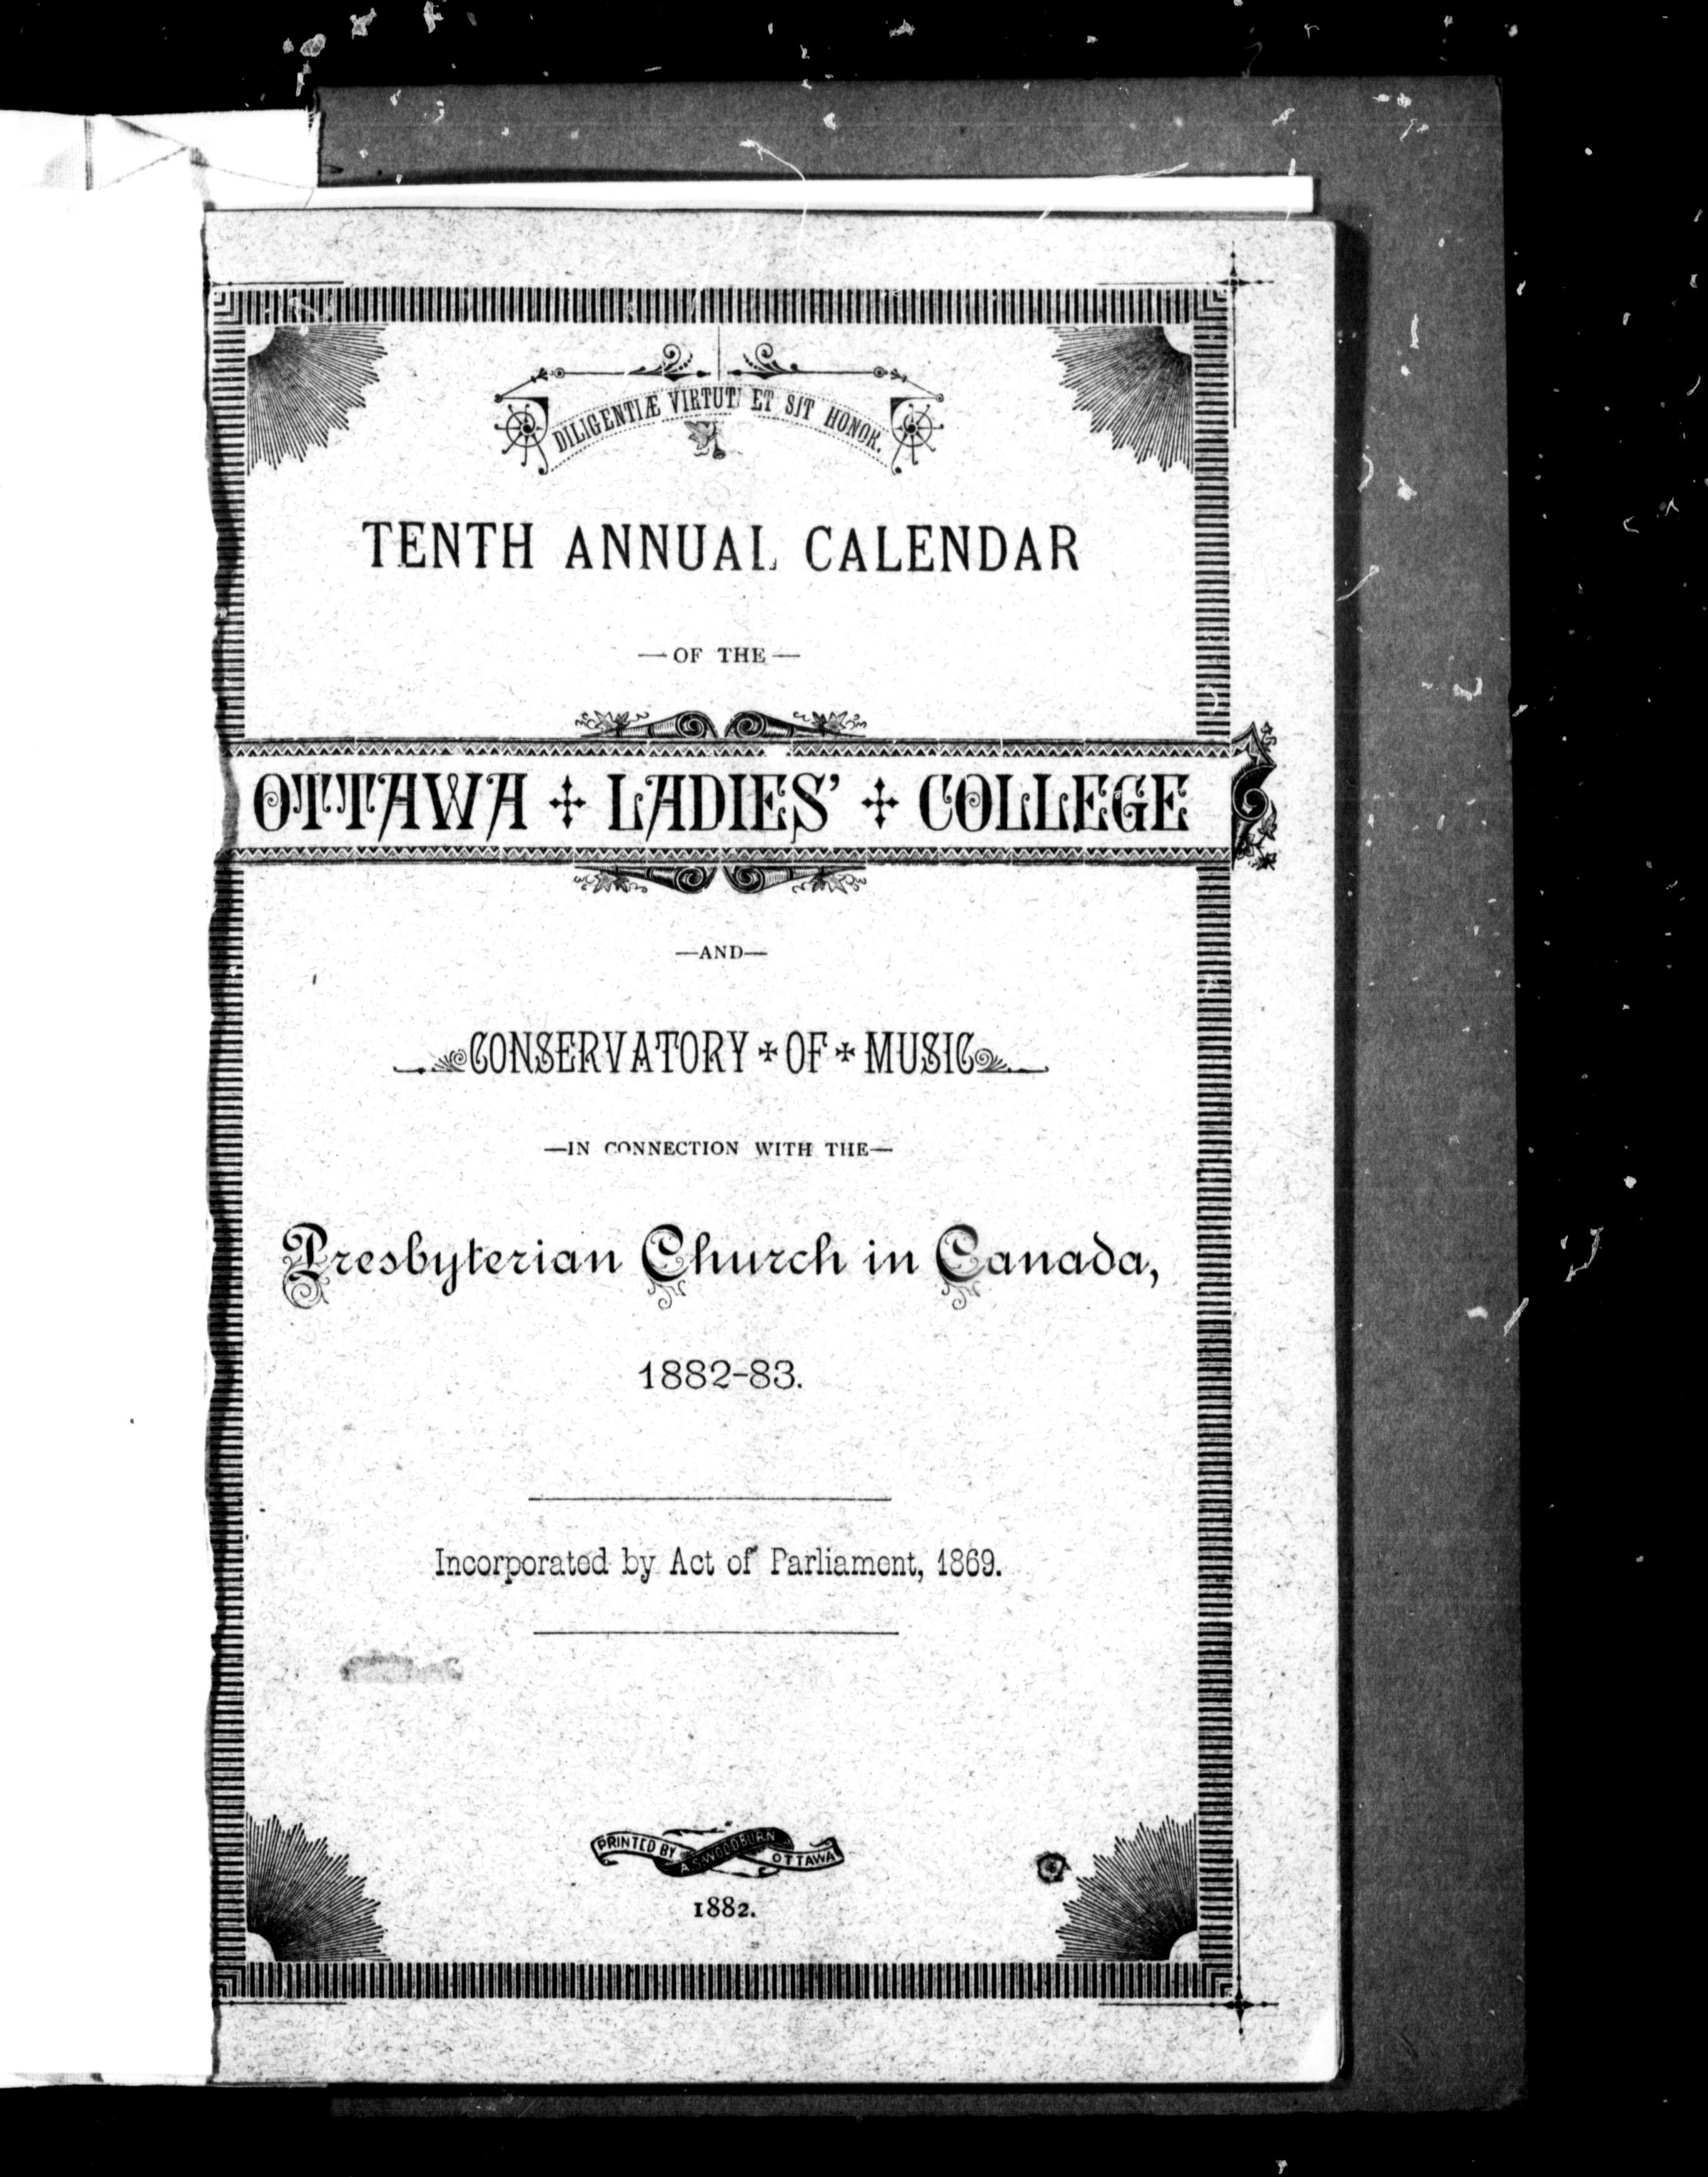 DILIGENTIÆ VIRTUTI ET SIT HONOR.
TENTH ANNUAL CALENDAR
— OF THE —
OTTAWA ✣ LADIES' ✣ COLLEGE
—AND—
CONSERVATORY ✣ OF ✣ MUSIC
—IN CONNECTION WITH THE—
Presbyterian Church in Canada,
1882-83.
Incorporated by Act of Parliament, 1869.
PRINTED BY A. S. WOODBURN OTTAWA
1882.